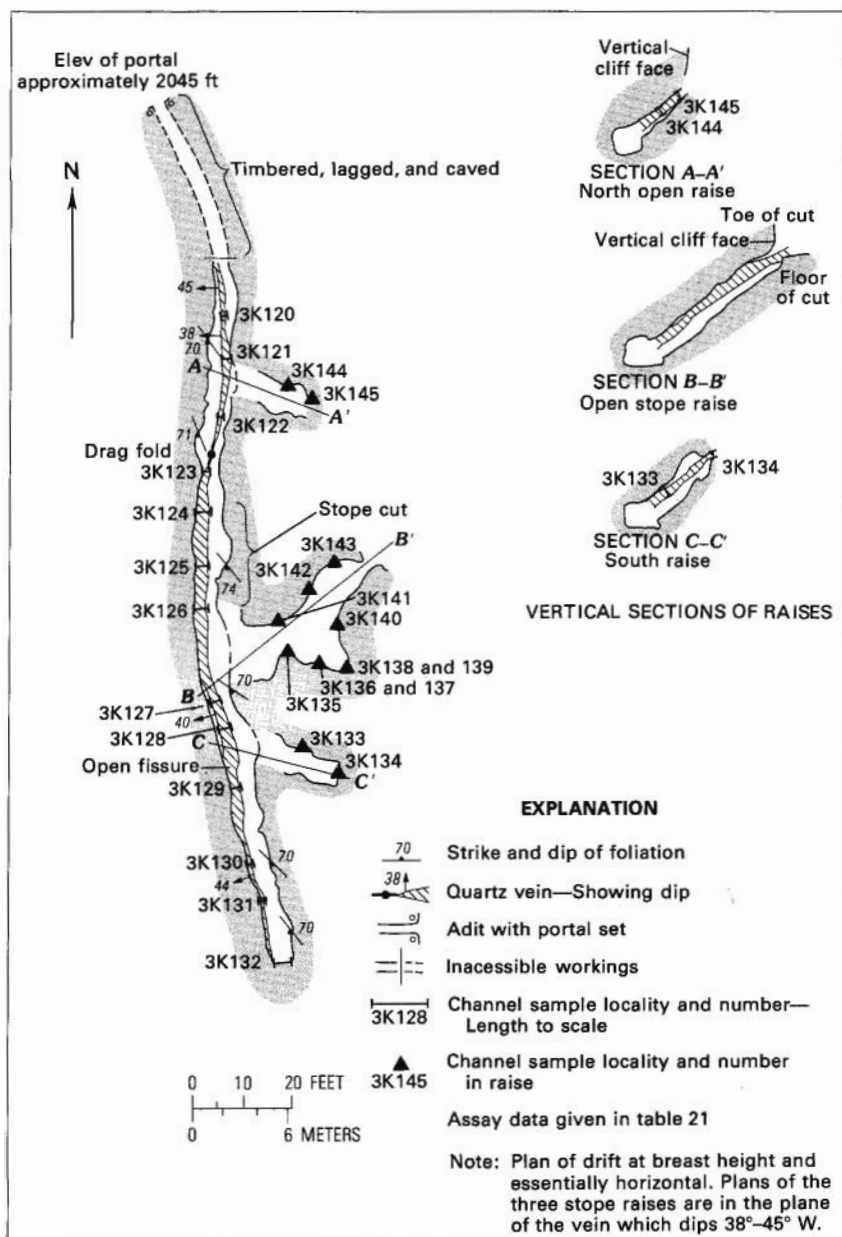 Elev of portal
approximately 2045 ft
N
Timbered, lagged, and caved
45
3K120
38
70
3K121
A
3K144
3K145
A'
3K122
71
Drag fold
3K123
3K124
Stope cut
3K143
B'
3K125
3K142
74
3K141
3K126
3K140
3K138 and 139
70
3K136 and 137
B
3K135
3K127
40
3K128
C
3K133
3K134
Open fissure
C'
3K129
3K130
70
44
3K131
70
3K132
0 10 20 FEET
0 6 METERS
Vertical
cliff face
3K145
3K144
SECTION A–A'
North open raise
Toe of cut
Vertical cliff face
Floor
of cut
SECTION B–B'
Open stope raise
3K133
3K134
SECTION C–C'
South raise
VERTICAL SECTIONS OF RAISES
EXPLANATION
70
Strike and dip of foliation
38
Quartz vein—Showing dip
Adit with portal set
Inacessible workings
3K128
Channel sample locality and number—
Length to scale
3K145
Channel sample locality and number
in raise
Assay data given in table 21
Note: Plan of drift at breast height and
essentially horizontal. Plans of the
three stope raises are in the plane
of the vein which dips 38°–45° W.